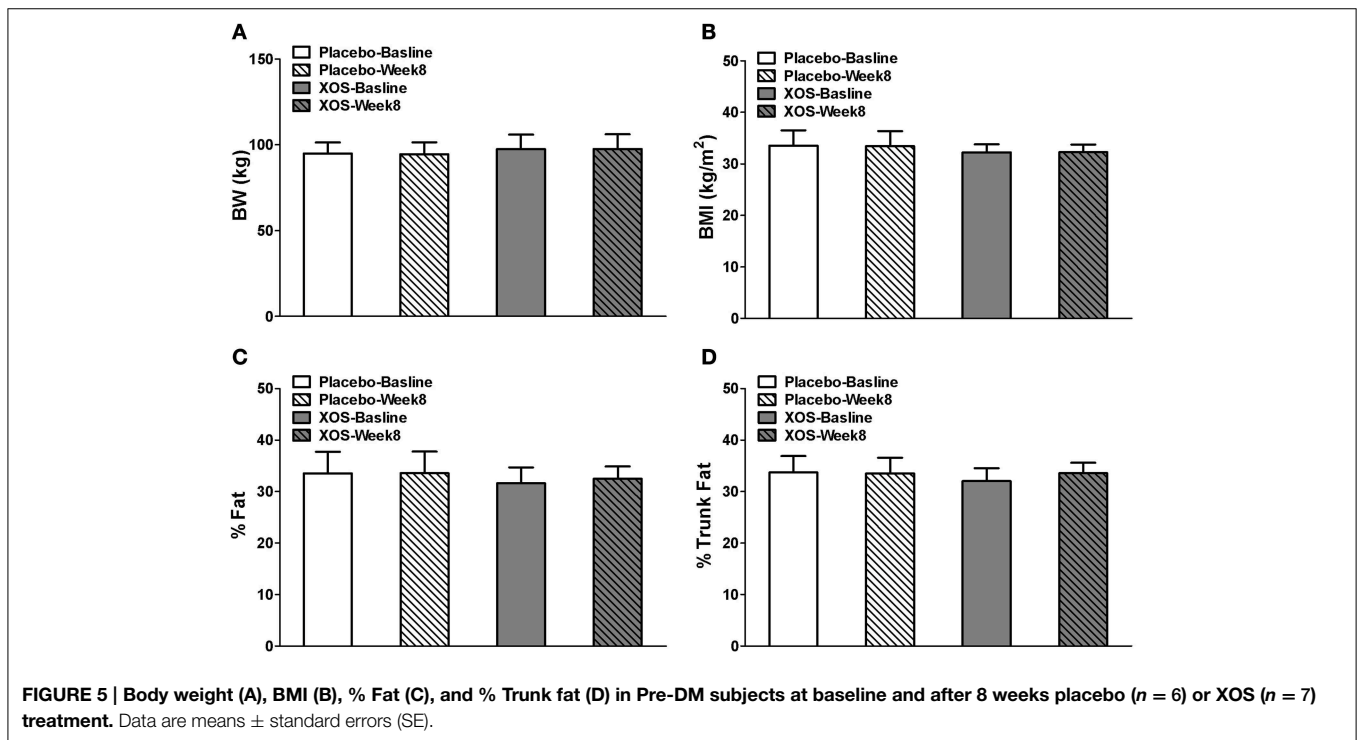 A
Placebo-Basline
Placebo-Week8
XOS-Basline
XOS-Week8
150
100
50
0
BW (kg)
B
Placebo-Basline
Placebo-Week8
XOS-Basline
XOS-Week8
50
40
30
20
10
0
BMI (kg/m²)
C
Placebo-Basline
Placebo-Week8
XOS-Basline
XOS-Week8
50
40
30
20
10
0
% Fat
D
Placebo-Basline
Placebo-Week8
XOS-Basline
XOS-Week8
50
40
30
20
10
0
% Trunk Fat
FIGURE 5 | Body weight (A), BMI (B), % Fat (C), and % Trunk fat (D) in Pre-DM subjects at baseline and after 8 weeks placebo (n = 6) or XOS (n = 7)
treatment. Data are means ± standard errors (SE).